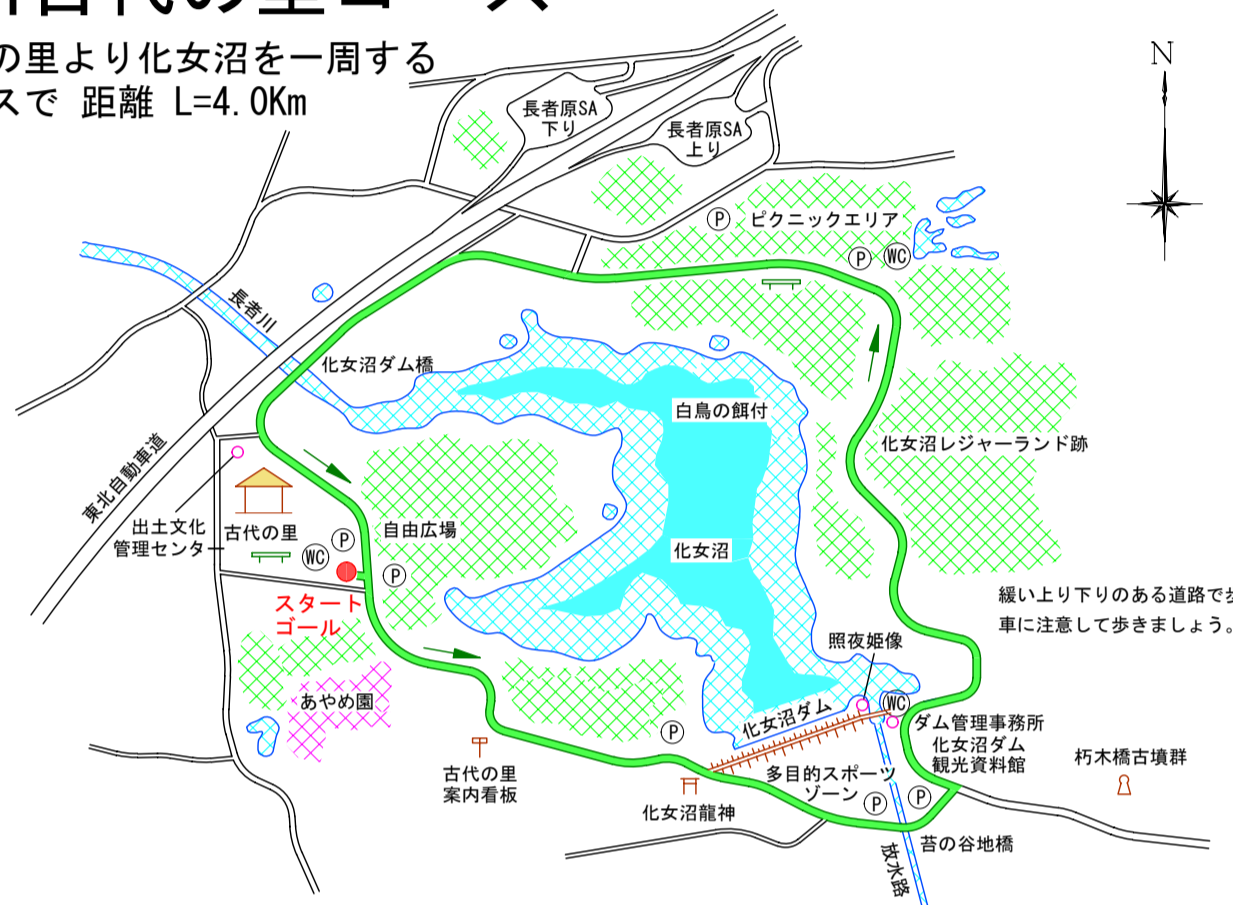 古代の里コース
の里より化女沼を一周する
スで 距離 L=4.0Km
N
長者原SA
下り
長者原SA
上り
P
ピクニックエリア
P
WC
長者川
化女沼ダム橋
白鳥の餌付
化女沼レジャーランド跡
東北自動車道
出土文化
管理センター
古代の里
WC
P
自由広場
P
化女沼
スタート
ゴール
緩い上り下りのある道路で歩
車に注意して歩きましょう。
照夜姫像
あやめ園
WC
化女沼ダム
P
ダム管理事務所
化女沼ダム
観光資料館
朽木橋古墳群
古代の里
案内看板
多目的スポーツ
ゾーン
P
P
化女沼龍神
苔の谷地橋
放水路